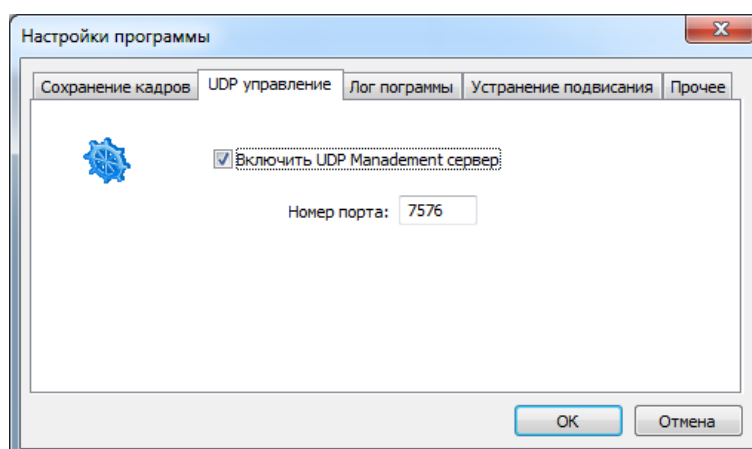 Настройки программы
Сохранение кадров UDP управление Лог пограммы Устранение подвисания Прочее
Включить UDP Manadement сервер
Номер порта: 7576
OK Отмена